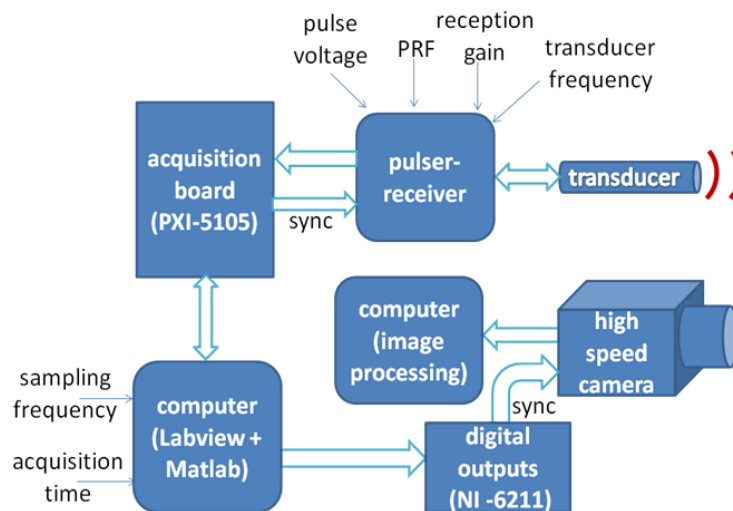 pulse
voltage
PRF
reception
gain
transducer
frequency
acquisition
board
(PXI-5105)
sync
pulser-
receiver
transducer
computer
(image
processing)
high
speed
camera
sync
sampling
frequency
acquisition
time
computer
(Labview +
Matlab)
digital
outputs
(NI -6211)